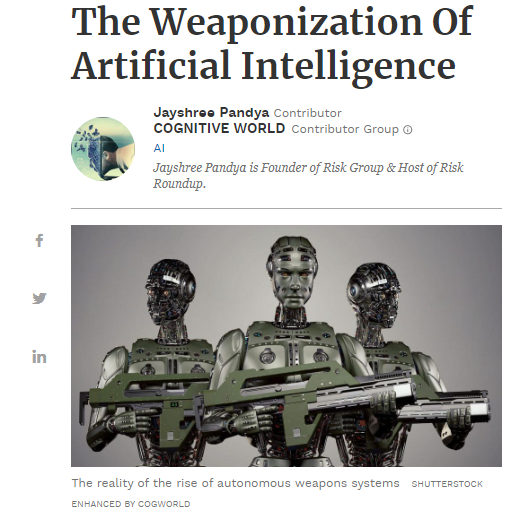 The Weaponization Of
Artificial Intelligence
Jayshree Pandya Contributor
COGNITIVE WORLD Contributor Group
AI
Jayshree Pandya is Founder of Risk Group & Host of Risk
Roundup.
The reality of the rise of autonomous weapons systems SHUTTERSTOCK
ENHANCED BY COGWORLD